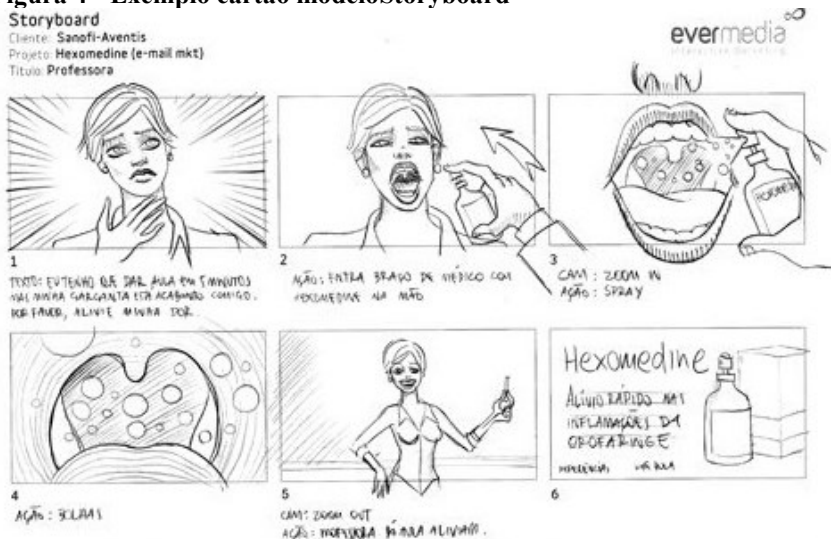 Figura 4 - Exemplo cartão modeloStoryboard
Storyboard
Cliente: Sanofi-Aventis
Projeto: Hexomedine (e-mail mkt)
Título: Professora
evermedia
interactive marketing
1
TEXTO: EU TENHO QUE DAR AULA EM 5 MINUTOS
MAS MINHA GARGANTA ESTÁ ACABANDO COMIGO.
POR FAVOR, ALIVIE MINHA DOR.
2
AÇÃO: ENTRA BRAÇO DE MÉDICO COM
HEXOMEDINE NA MÃO
3
CAM: ZOOM IN
AÇÃO: SPRAY
4
AÇÃO: BOLHAS
5
CAM: ZOOM OUT
AÇÃO: PROFESSORA DÁ AULA ALIVIADA.
Hexomedine
ALÍVIO RÁPIDO NAS
INFLAMAÇÕES DA
OROFARINGE
6